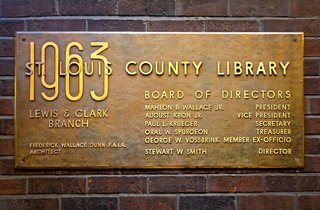 1963
ST. LOUIS COUNTY LIBRARY
LEWIS & CLARK
BRANCH
FREDERICK WALLACE DUNN F.A.I.A.
ARCHITECT
BOARD OF DIRECTORS
MAHLON B. WALLACE JR. PRESIDENT
AUGUST KRON JR. VICE PRESIDENT
PAUL L. KRUEGER SECRETARY
ORAL W. SPURGEON TREASURER
GEORGE W. VOSSBRINK MEMBER EX-OFFICIO
STEWART W. SMITH DIRECTOR